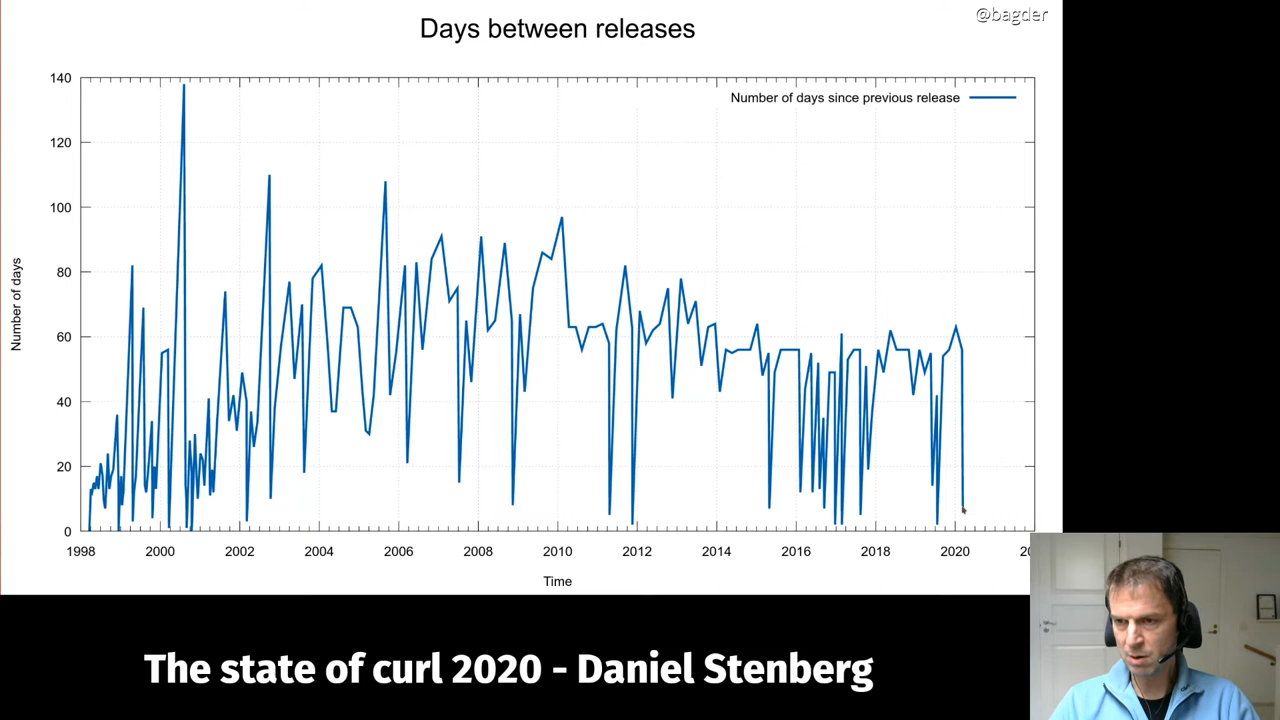 @bagder
Days between releases
Number of days since previous release
140
120
100
80
60
40
20
0
Number of days
1998 2000 2002 2004 2006 2008 2010 2012 2014 2016 2018 2020
Time
The state of curl 2020 - Daniel Stenberg